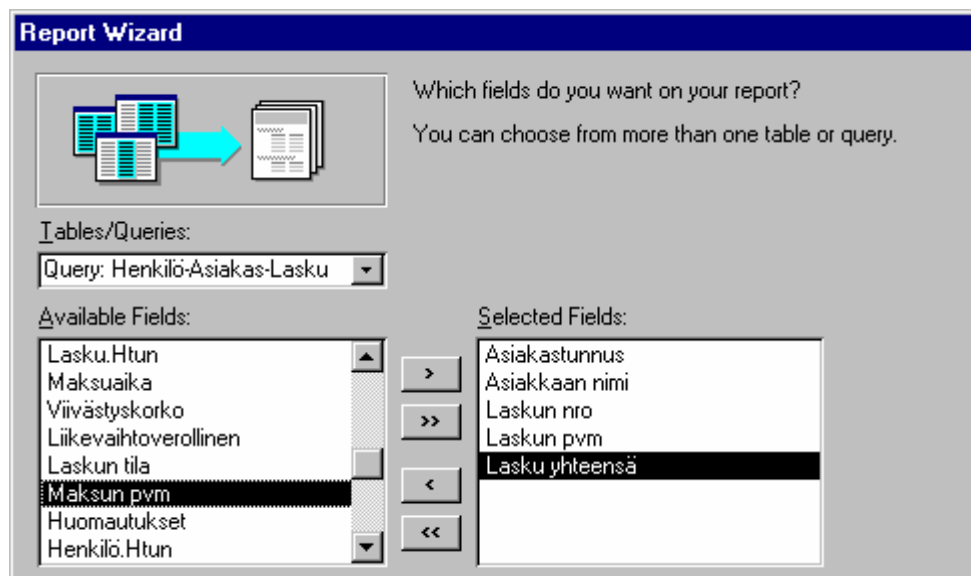 Report Wizard
Which fields do you want on your report?
You can choose from more than one table or query.
Tables/Queries:
Query: Henkilö-Asiakas-Lasku
Available Fields:
Lasku.Htun
Maksuaika
Viivästyskorko
Liikevaihtoverollinen
Laskun tila
Maksun pvm
Huomautukset
Henkilö.Htun
>
>>
<
<<
Selected Fields:
Asiakastunnus
Asiakkaan nimi
Laskun nro
Laskun pvm
Lasku yhteensä